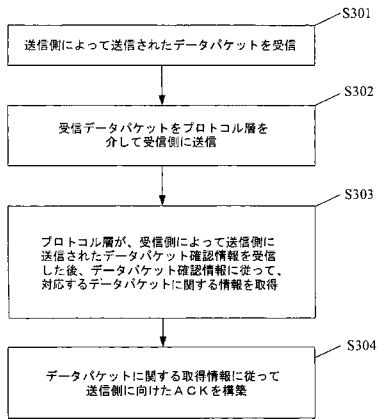 S301
送信側によって送信されたデータパケットを受信
S302
受信データパケットをプロトコル層を
介して受信側に送信
S303
プロトコル層が、受信側によって送信側に
送信されたデータパケット確認情報を受信
した後、データパケット確認情報に従って、
対応するデータパケットに関する情報を取得
S304
データパケットに関する取得情報に従って
送信側に向けたACKを構築